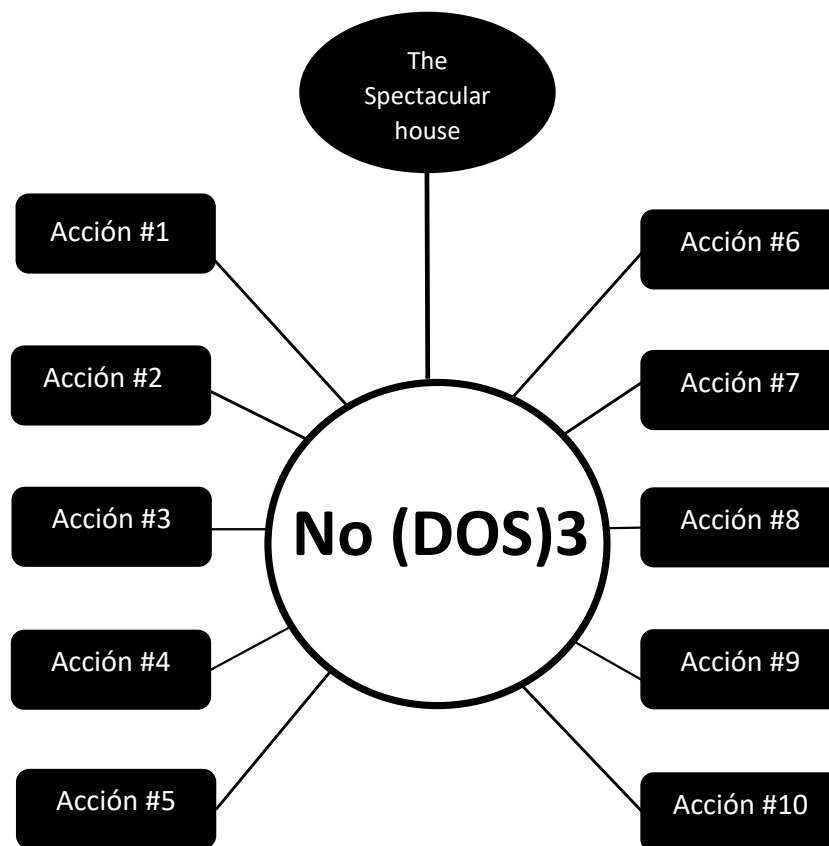 The
Spectacular
house
Acción #1
Acción #2
Acción #3
Acción #4
Acción #5
No (DOS)3
Acción #6
Acción #7
Acción #8
Acción #9
Acción #10